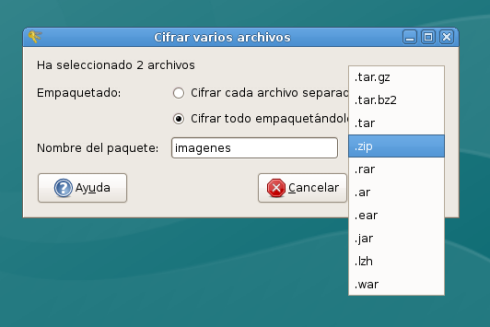 Cifrar varios archivos
Ha seleccionado 2 archivos
Empaquetado:
Cifrar cada archivo separad
Cifrar todo empaquetándol
Nombre del paquete: imagenes
Ayuda
Cancelar
.tar.gz
.tar.bz2
.tar
.zip
.rar
.ar
.ear
.jar
.lzh
.war